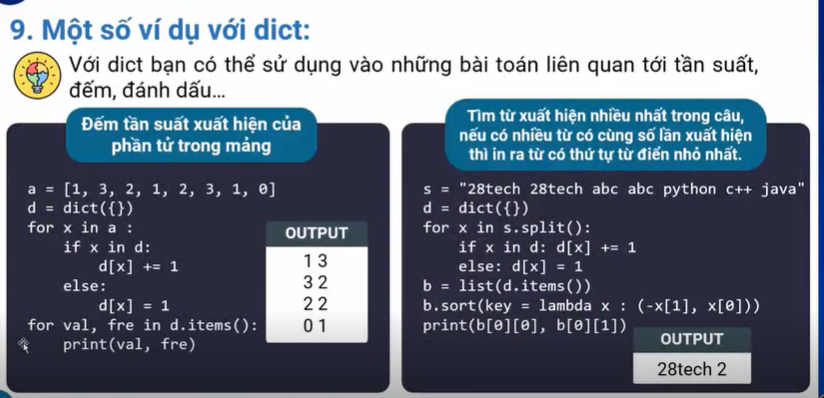 9. Một số ví dụ với dict:
Với dict bạn có thể sử dụng vào những bài toán liên quan tới tần suất,
đếm, đánh dấu...
Đếm tần suất xuất hiện của
phần tử trong mảng
a = [1, 3, 2, 1, 2, 3, 1, 0]
d = dict({})
for x in a :
    if x in d:
        d[x] += 1
    else:
        d[x] = 1
for val, fre in d.items():
    print(val, fre)
OUTPUT
1 3
3 2
2 2
0 1
Tìm từ xuất hiện nhiều nhất trong câu,
nếu có nhiều từ có cùng số lần xuất hiện
thì in ra từ có thứ tự từ điển nhỏ nhất.
s = "28tech 28tech abc abc python c++ java"
d = dict({})
for x in s.split():
    if x in d: d[x] += 1
    else: d[x] = 1
b = list(d.items())
b.sort(key = lambda x : (-x[1], x[0]))
print(b[0][0], b[0][1])
OUTPUT
28tech 2